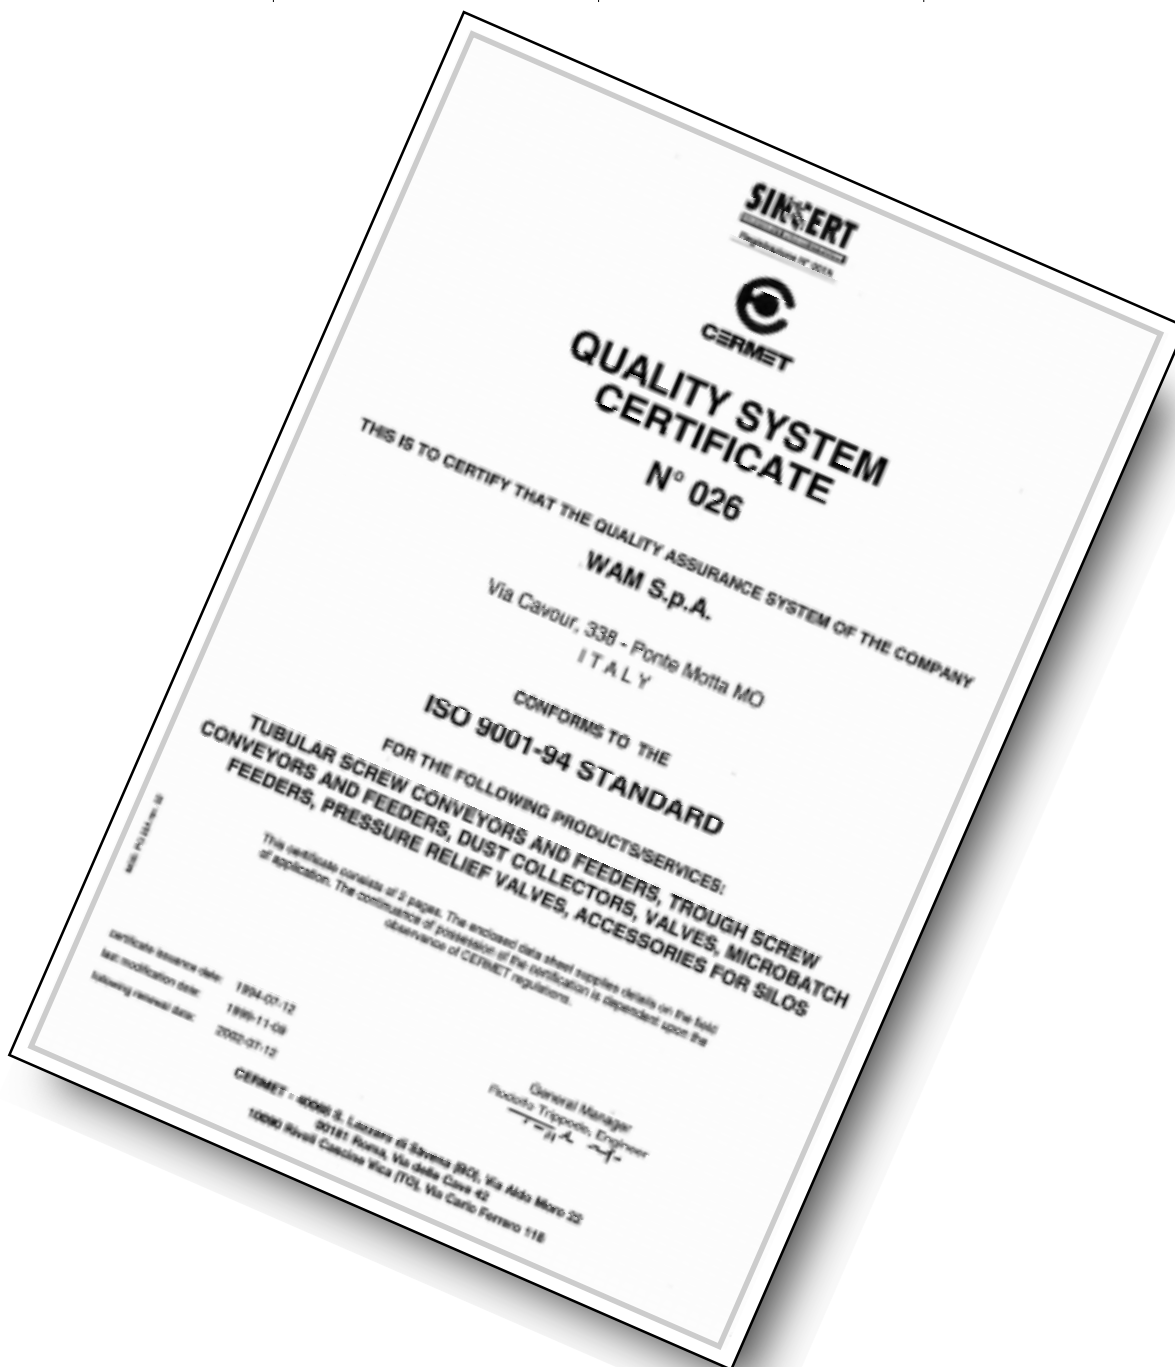 SINCERT
Registrazione N°
CERMET
QUALITY SYSTEM
CERTIFICATE
N° 026
THIS IS TO CERTIFY THAT THE QUALITY ASSURANCE SYSTEM OF THE COMPANY
WAM S.p.A.
Via Cavour, 338 - Ponte Motta MO
ITALY
CONFORMS TO THE
ISO 9001-94 STANDARD
FOR THE FOLLOWING PRODUCTS/SERVICES:
TUBULAR SCREW CONVEYORS AND FEEDERS, TROUGH SCREW
CONVEYORS AND FEEDERS, DUST COLLECTORS, VALVES, MICROBATCH
FEEDERS, PRESSURE RELIEF VALVES, ACCESSORIES FOR SILOS
This certificate consists of 5 pages. The enclosed data sheet supplies details on the field
of application. The continuance of possession of the certification is dependent upon the
observance of CERMET regulations.
certificate issuance date: 1994-07-12
last modification date: 1999-11-09
following renewal date: 2002-07-12
General Manager
Rodolfo Trippodo, Engineer
CERMET - 40068 S. Lazzaro di Savena (BO), Via Aldo Moro 22
00181 Roma, Via delle Cave 42
10090 Rivoli Cascine Vica (TO), Via Carlo Ferrero